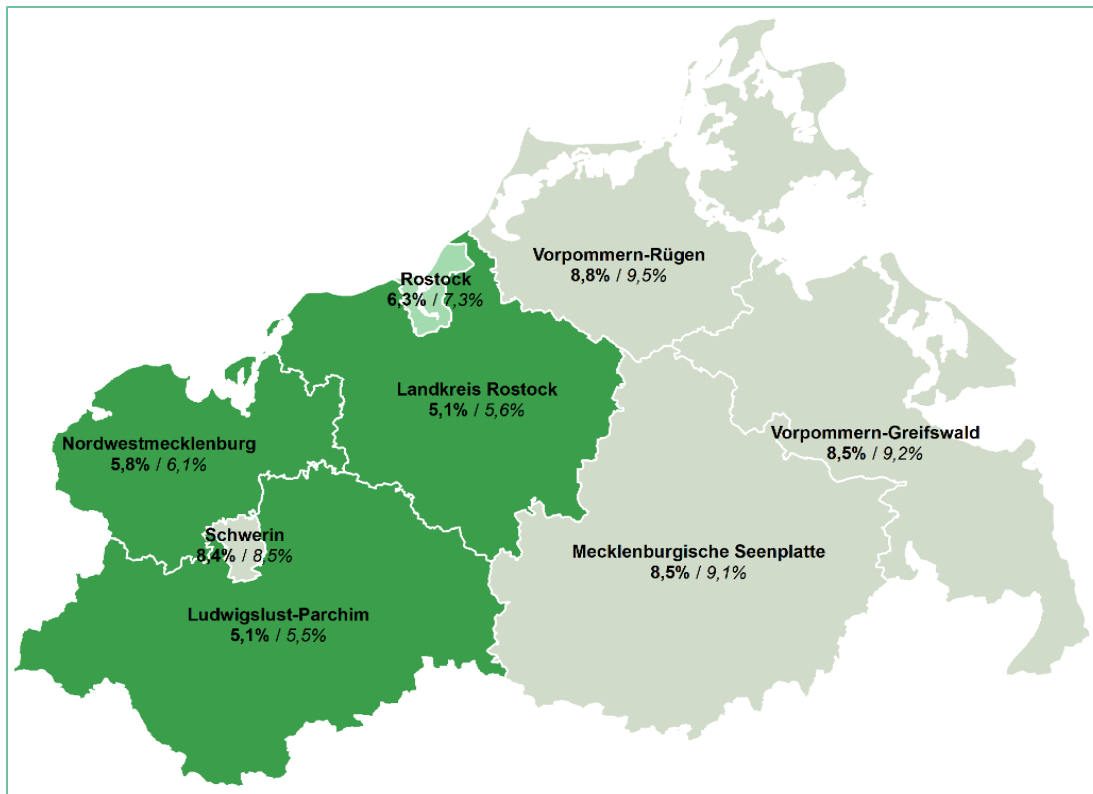 Vorpommern-Rügen
8,8% / 9,5%
Rostock
6,3% / 7,3%
Landkreis Rostock
5,1% / 5,6%
Nordwestmecklenburg
5,8% / 6,1%
Vorpommern-Greifswald
8,5% / 9,2%
Schwerin
8,4% / 8,5%
Mecklenburgische Seenplatte
8,5% / 9,1%
Ludwigslust-Parchim
5,1% / 5,5%